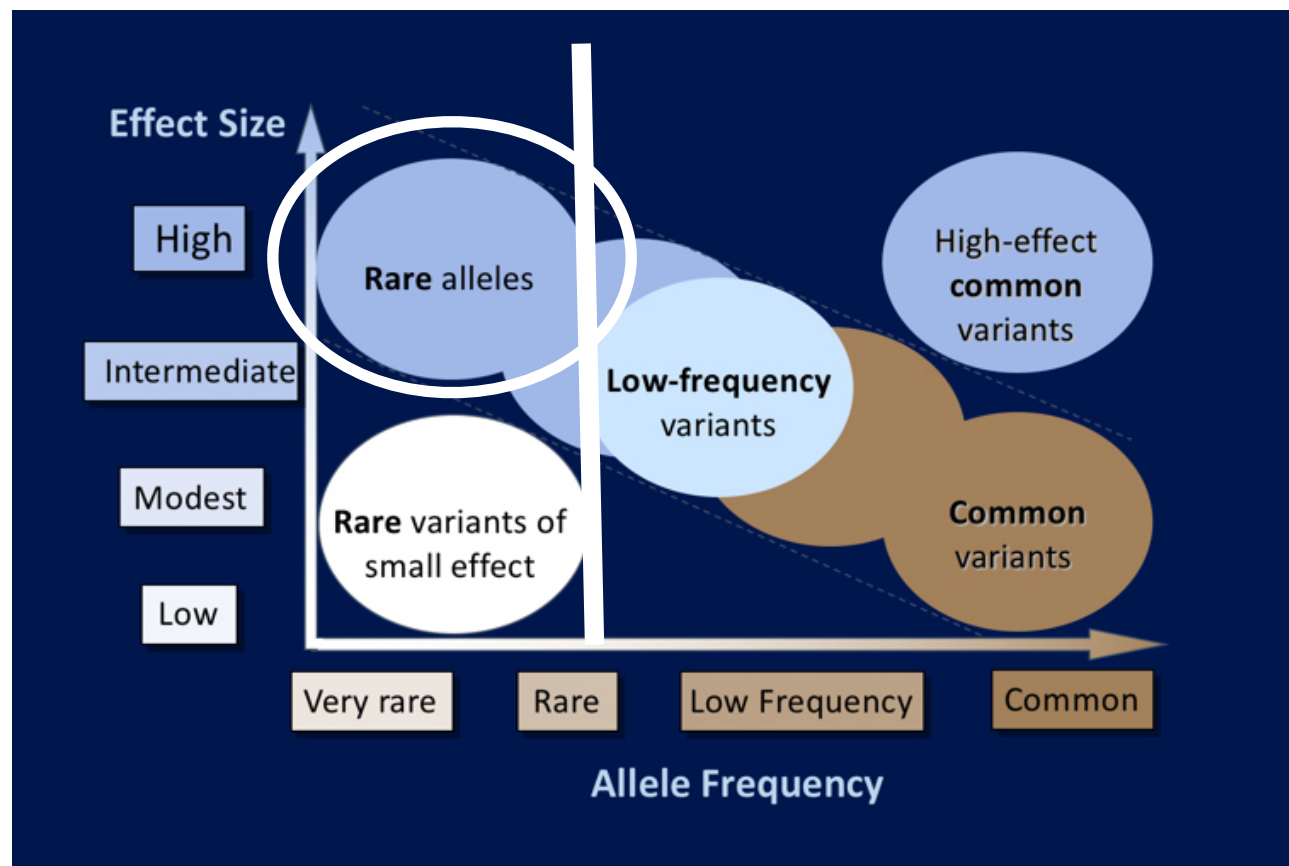 Effect Size
High
Intermediate
Modest
Low
Rare alleles
Rare variants of
small effect
Low-frequency
variants
High-effect
common
variants
Common
variants
Very rare
Rare
Low Frequency
Common
Allele Frequency